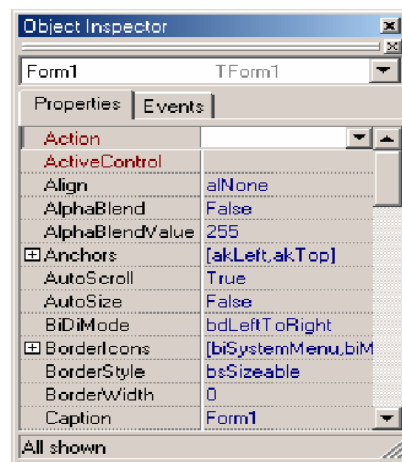 Object Inspector
Form1 TForm1
Properties Events
Action
ActiveControl
Align alNone
AlphaBlend False
AlphaBlendValue 255
Anchors [akLeft,akTop]
AutoScroll True
AutoSize False
BiDiMode bdLeftToRight
BorderIcons [biSystemMenu,biM
BorderStyle bsSizeable
BorderWidth 0
Caption Form1
All shown